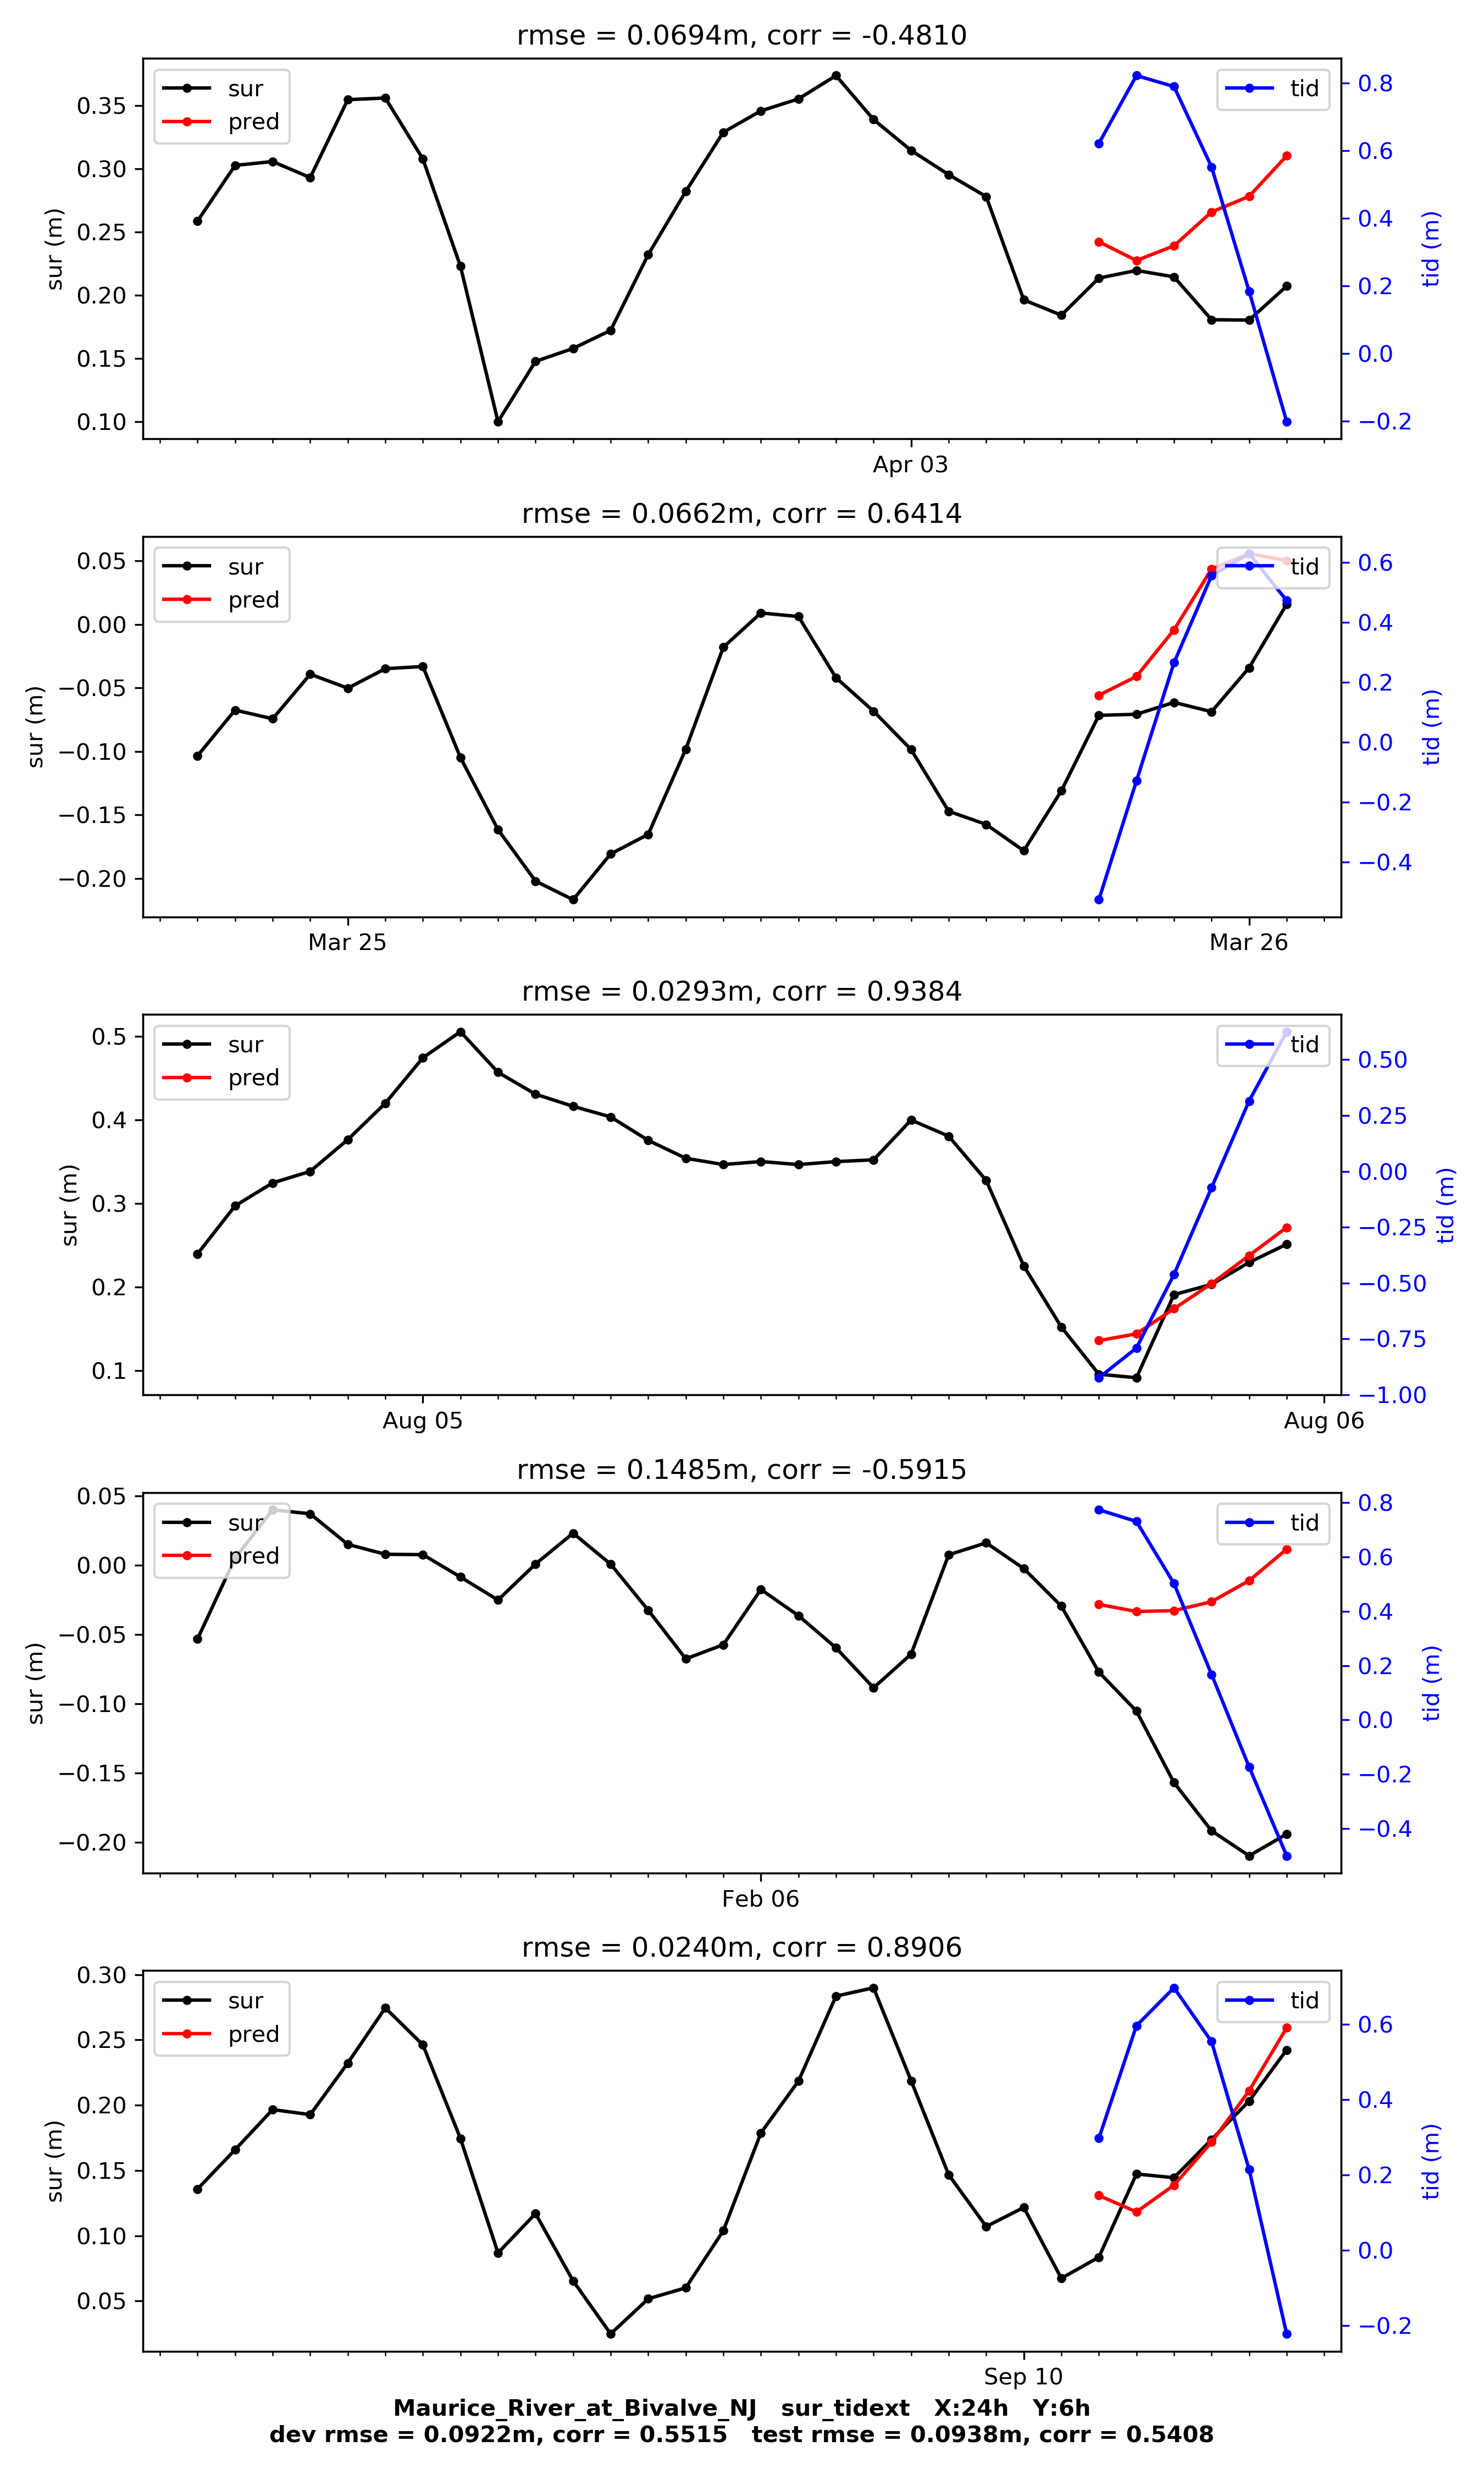 rmse = 0.0694m, corr = -0.4810
sur
pred
tid
0.35
0.30
0.25
0.20
0.15
0.10
sur (m)
0.8
0.6
0.4
0.2
0.0
−0.2
tid (m)
Apr 03
rmse = 0.0662m, corr = 0.6414
sur
pred
tid
0.05
0.00
−0.05
−0.10
−0.15
−0.20
sur (m)
0.6
0.4
0.2
0.0
−0.2
−0.4
tid (m)
Mar 25
Mar 26
rmse = 0.0293m, corr = 0.9384
sur
pred
tid
0.5
0.4
0.3
0.2
0.1
sur (m)
0.50
0.25
0.00
−0.25
−0.50
−0.75
−1.00
tid (m)
Aug 05
Aug 06
rmse = 0.1485m, corr = -0.5915
sur
pred
tid
0.05
0.00
−0.05
−0.10
−0.15
−0.20
sur (m)
0.8
0.6
0.4
0.2
0.0
−0.2
−0.4
tid (m)
Feb 06
rmse = 0.0240m, corr = 0.8906
sur
pred
tid
0.30
0.25
0.20
0.15
0.10
0.05
sur (m)
0.6
0.4
0.2
0.0
−0.2
tid (m)
Sep 10
Maurice_River_at_Bivalve_NJ sur_tidext X:24h Y:6h
dev rmse = 0.0922m, corr = 0.5515 test rmse = 0.0938m, corr = 0.5408